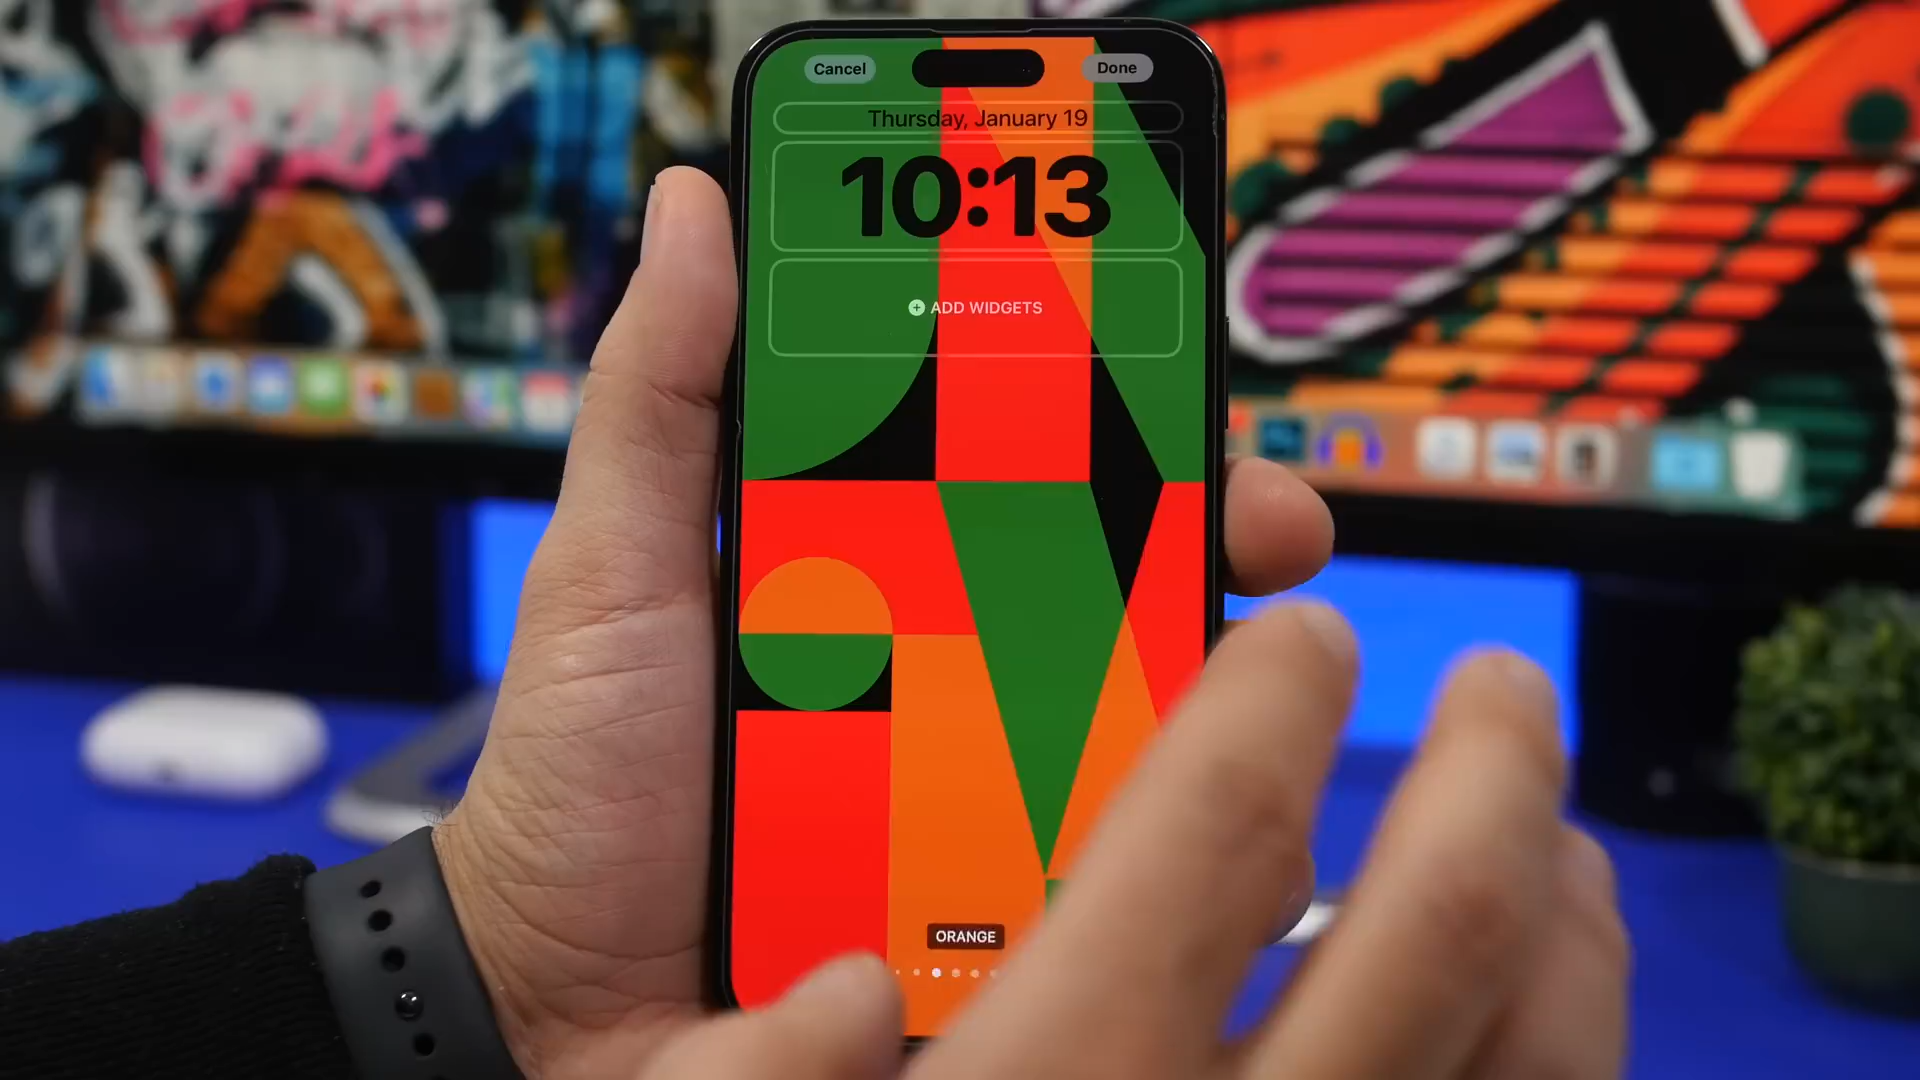 Cancel
Done
Thursday, January 19
10:13
ADD WIDGETS
ORANGE